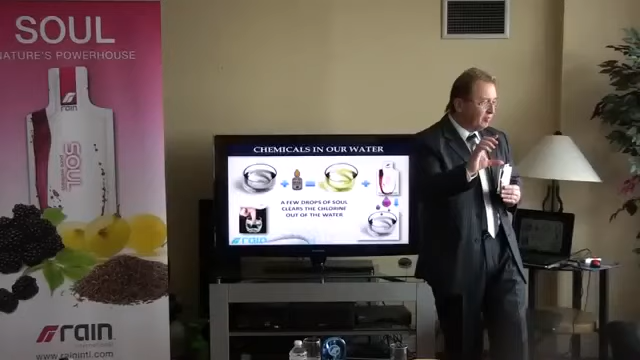 SOUL
NATURE'S POWERHOUSE
rain
SOUL
rain
www.rainintl.com
CHEMICALS IN OUR WATER
A FEW DROPS OF SOUL
CLEARS THE CHLORINE
OUT OF THE WATER
rain